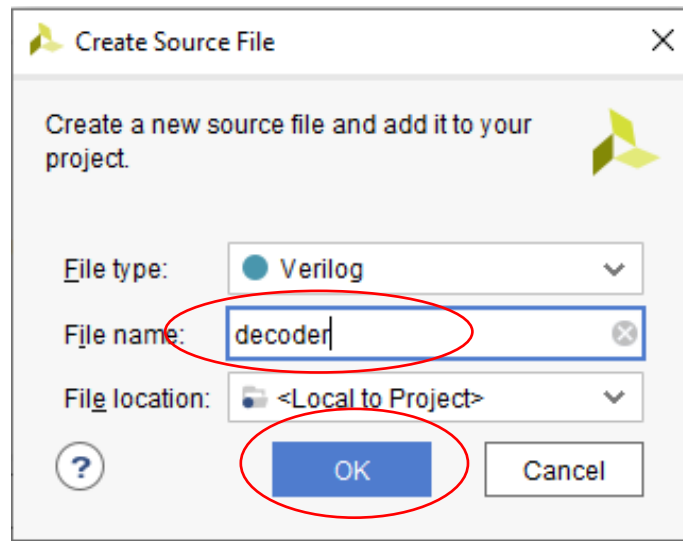 Create Source File
Create a new source file and add it to your
project.
File type: Verilog
File name: decoder
File location: <Local to Project>
? OK Cancel